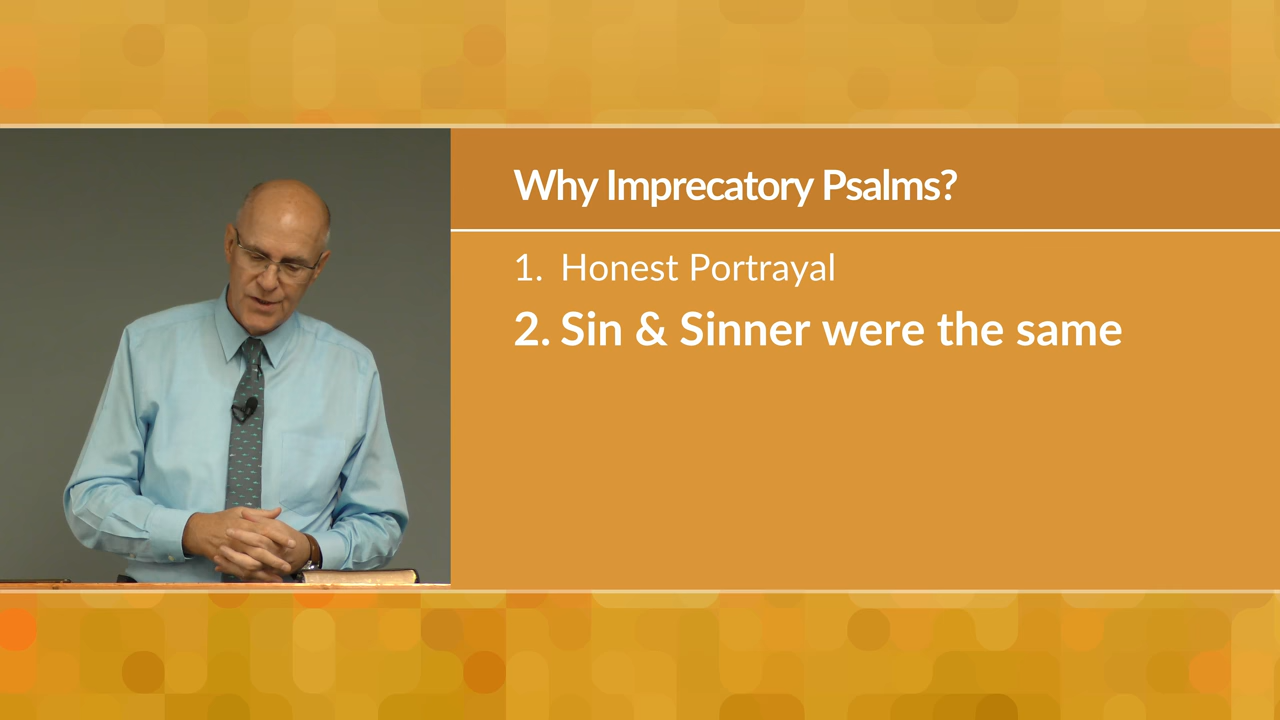 Why Imprecatory Psalms?
1. Honest Portrayal
2. Sin & Sinner were the same